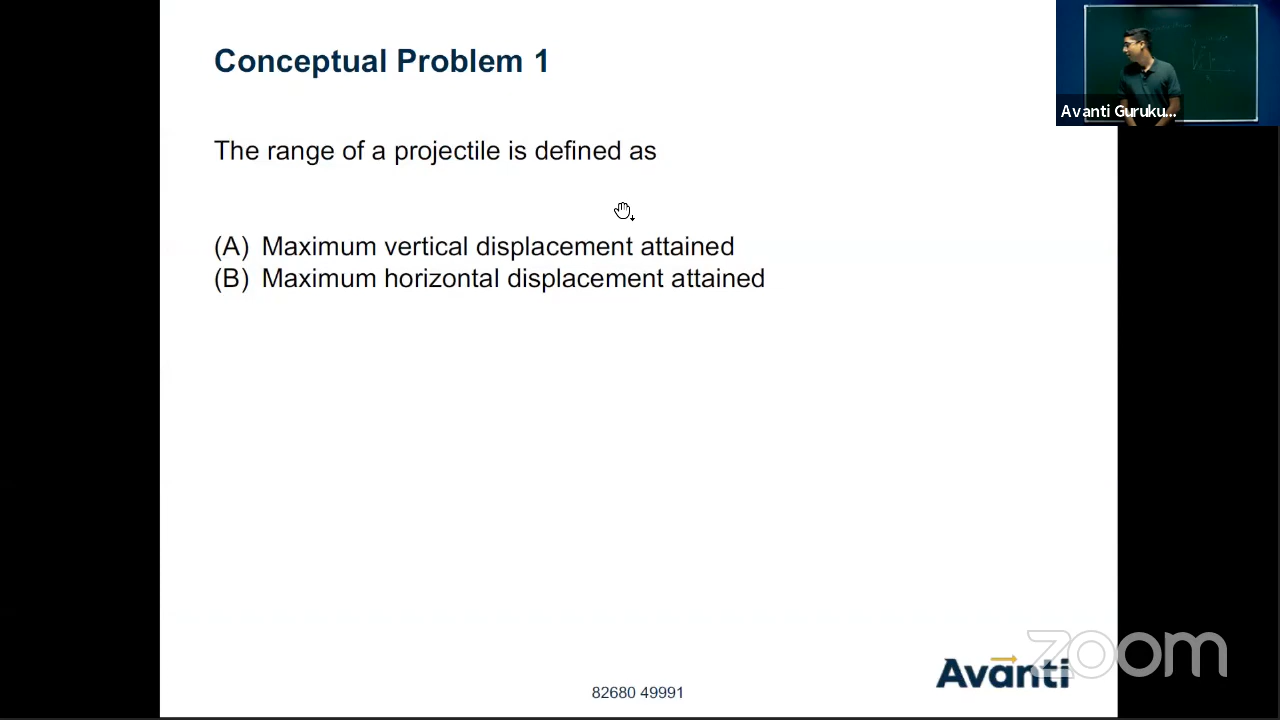 Conceptual Problem 1
Avanti Guruku...
The range of a projectile is defined as
(A) Maximum vertical displacement attained
(B) Maximum horizontal displacement attained
zoom
Avanti
82680 49991